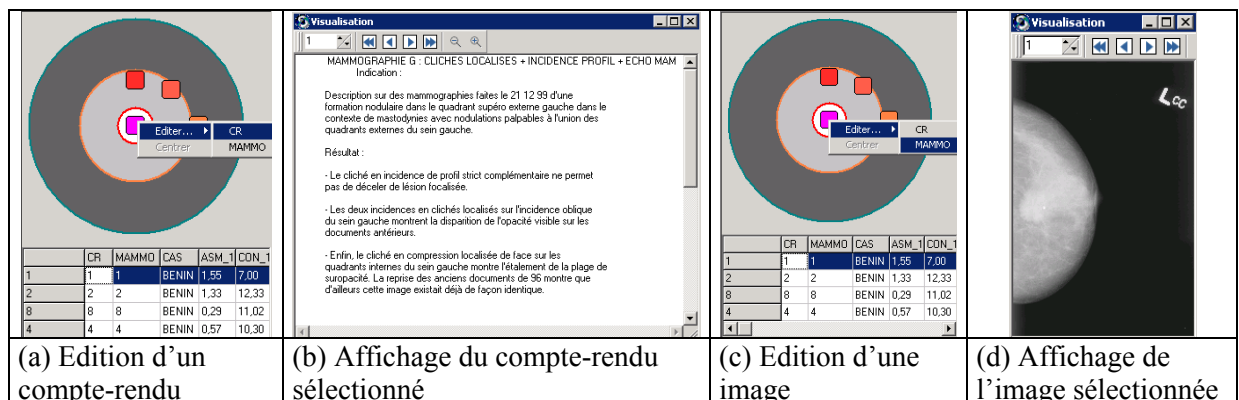 Editer...
CR
Centrer
MAMMO
CR MAMMO CAS ASM_1 CON_1
1 1 1 BENIN 1,55 7,00
2 2 2 BENIN 1,33 12,33
8 8 8 BENIN 0,29 11,02
4 4 4 BENIN 0,57 10,30
(a) Edition d’un
compte-rendu
Visualisation
1
MAMMOGRAPHIE G : CLICHES LOCALISES + INCIDENCE PROFIL + ECHO MAM
Indication :
Description sur des mammographies faites le 21 12 99 d'une
formation nodulaire dans le quadrant supéro externe gauche dans le
contexte de mastodynies avec nodulations palpables à l'union des
quadrants externes du sein gauche.
Résultat :
- Le cliché en incidence de profil strict complémentaire ne permet
pas de déceler de lésion focalisée.
- Les deux incidences en clichés localisés sur l'incidence oblique
du sein gauche montrent la disparition de l'opacité visible sur les
documents antérieurs.
- Enfin, le cliché en compression localisée de face sur les
quadrants internes du sein gauche montre l'étalement de la plage de
suropacité. La reprise des anciens documents de 96 montre que
d'ailleurs cette image existait déjà de façon identique.
(b) Affichage du compte-rendu
sélectionné
Editer...
CR
Centrer
MAMMO
CR MAMMO CAS ASM_1 CON_1
1 1 1 BENIN 1,55 7,00
2 2 2 BENIN 1,33 12,33
8 8 8 BENIN 0,29 11,02
4 4 4 BENIN 0,57 10,30
(c) Edition d’une
image
Visualisation
1
Lcc
(d) Affichage de
l’image sélectionnée